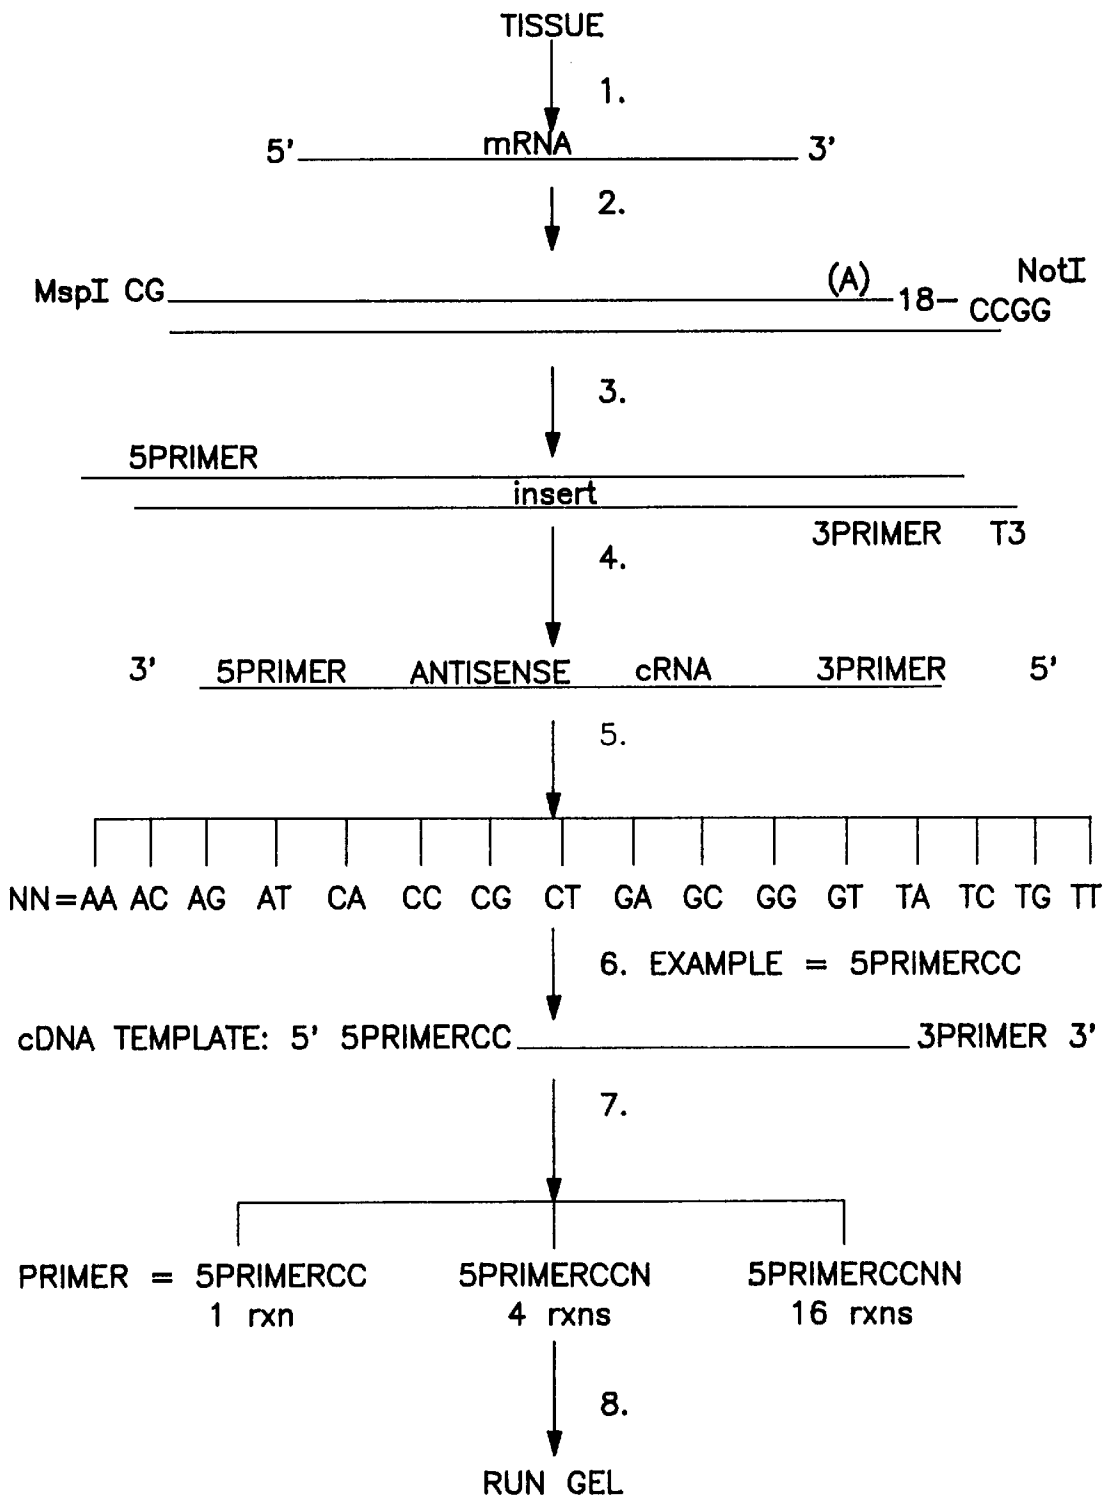 TISSUE
1.
5' mRNA 3'
2.
MspI CG (A) 18- NotI
CCGG
3.
5PRIMER
insert
3PRIMER T3
4.
3' 5PRIMER ANTISENSE cRNA 3PRIMER 5'
5.
NN=AA AC AG AT CA CC CG CT GA GC GG GT TA TC TG TT
6. EXAMPLE = 5PRIMERCC
cDNA TEMPLATE: 5' 5PRIMERCC 3PRIMER 3'
7.
PRIMER = 5PRIMERCC 5PRIMERCCN 5PRIMERCCNN
1 rxn 4 rxns 16 rxns
8.
RUN GEL